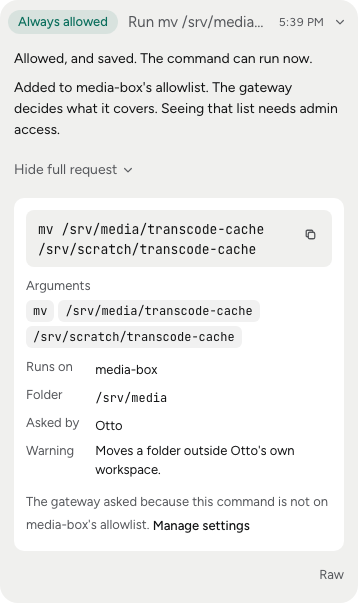 Always allowed Run mv /srv/media... 5:39 PM
Allowed, and saved. The command can run now.
Added to media-box's allowlist. The gateway
decides what it covers. Seeing that list needs admin
access.
Hide full request
mv /srv/media/transcode-cache
/srv/scratch/transcode-cache
Arguments
mv /srv/media/transcode-cache
/srv/scratch/transcode-cache
Runs on media-box
Folder /srv/media
Asked by Otto
Warning Moves a folder outside Otto's own
workspace.
The gateway asked because this command is not on
media-box's allowlist. Manage settings
Raw